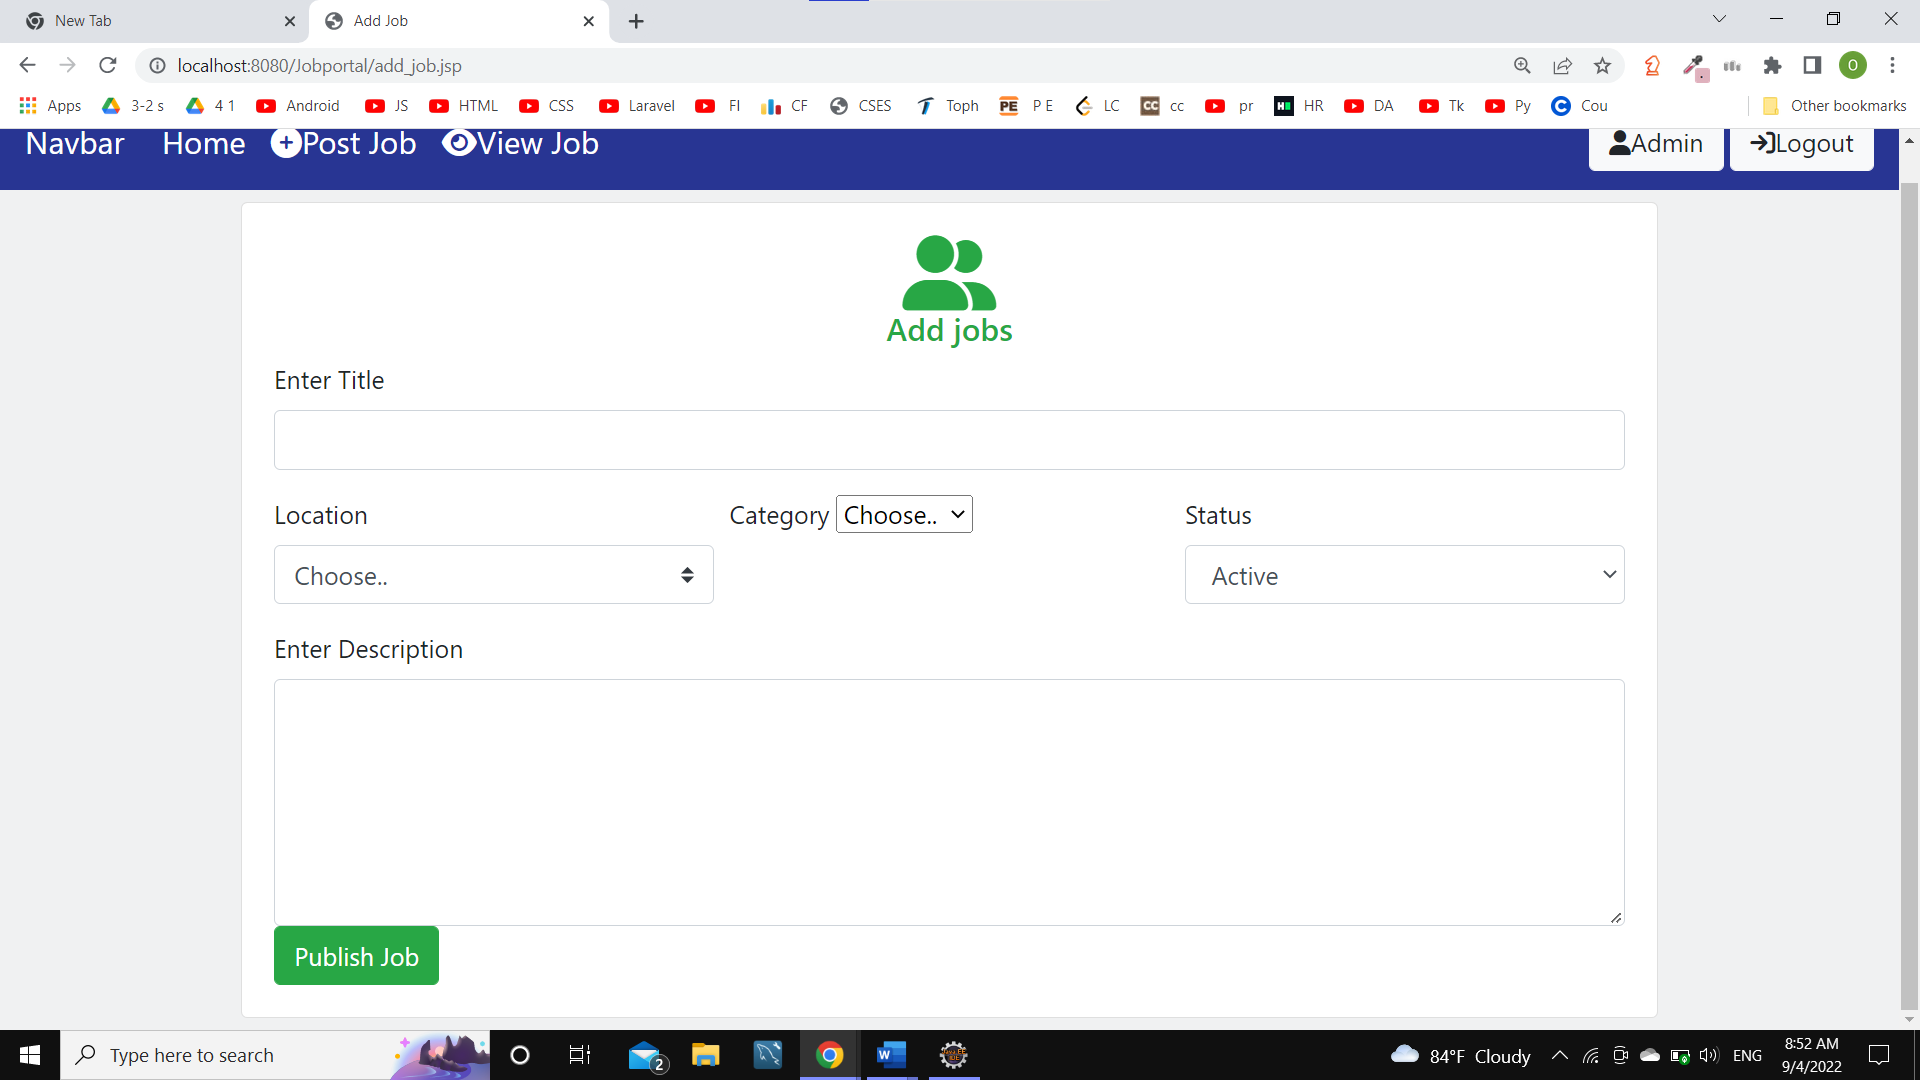 New Tab
Add Job
localhost:8080/Jobportal/add_job.jsp
O
Apps 3-2 s 4 1 Android JS HTML CSS Laravel FI CF CSES Toph PE P E LC CC cc pr HR DA Tk Py Cou Other bookmarks
Navbar Home Post Job View Job Admin Logout
Add jobs
Enter Title
Location Category Choose.. Status
Choose.. Active
Enter Description
Publish Job
Type here to search 2 W 84°F Cloudy ENG 8:52 AM
9/4/2022